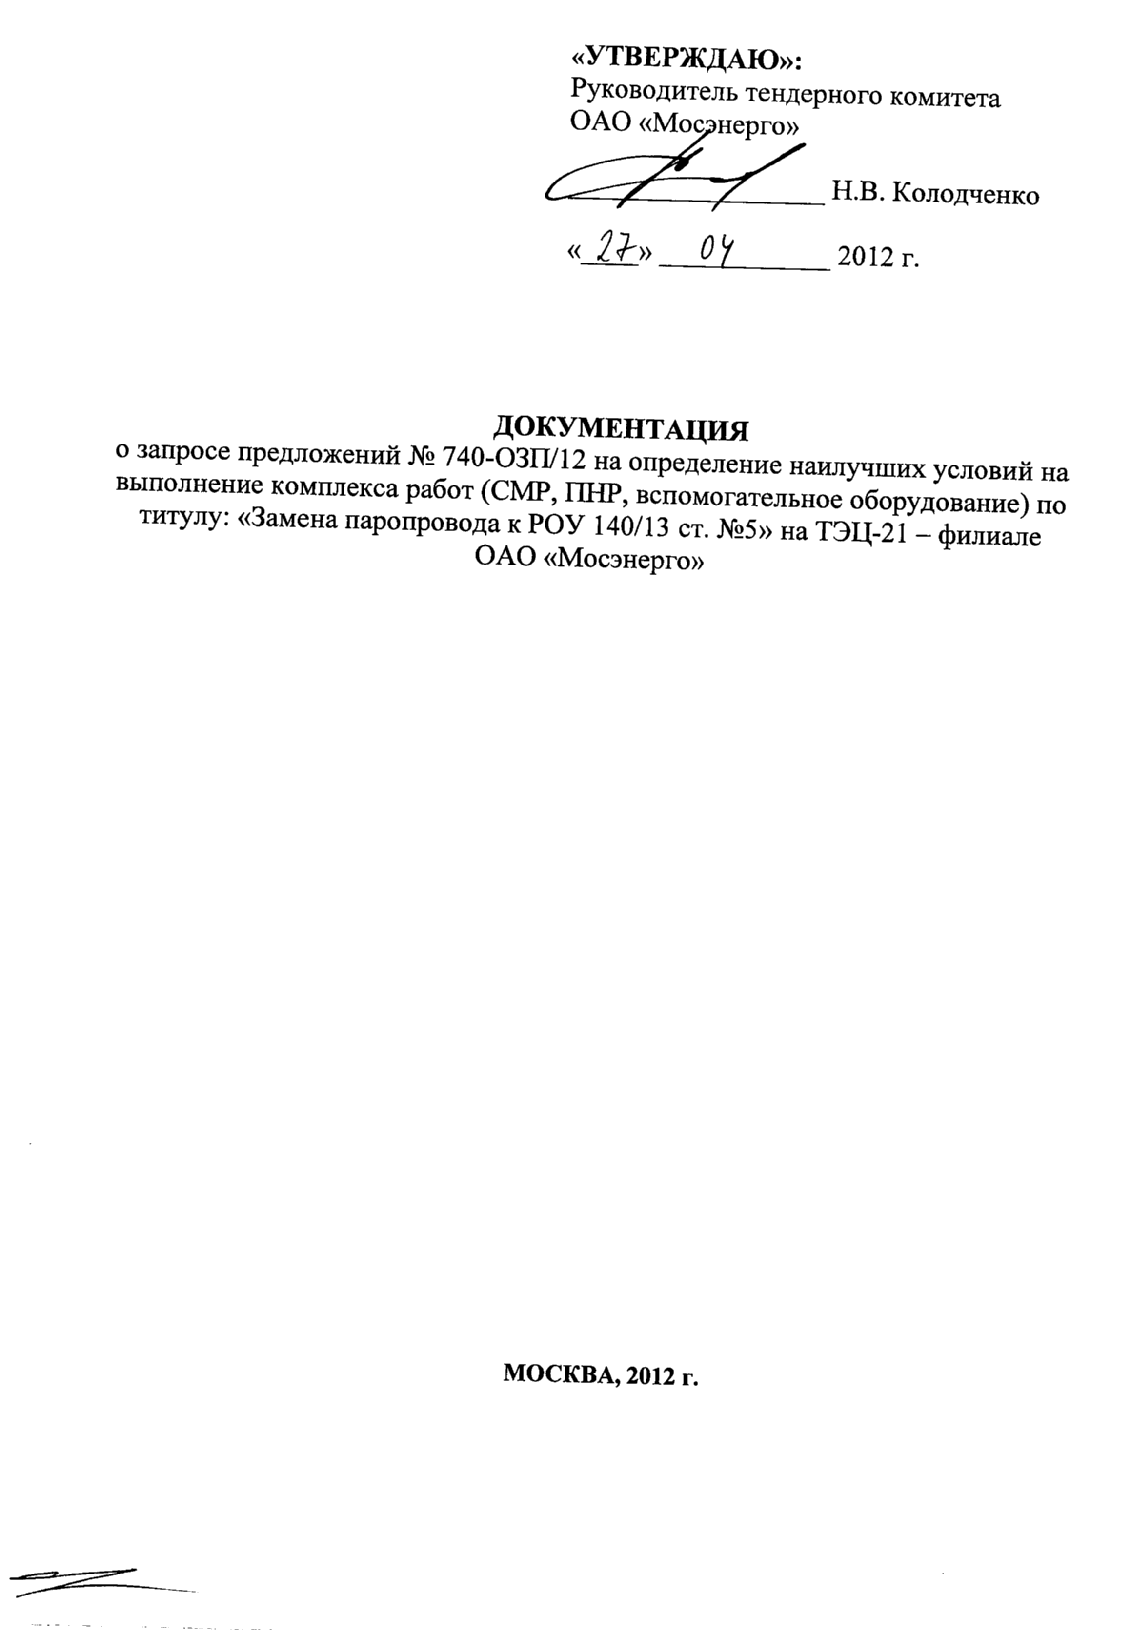 «УТВЕРЖДАЮ»:
Руководитель тендерного комитета
ОАО «Мосэнерго»
Н.В. Колодченко
«27» 04 2012 г.
ДОКУМЕНТАЦИЯ
о запросе предложений № 740-ОЗП/12 на определение наилучших условий на
выполнение комплекса работ (СМР, ПНР, вспомогательное оборудование) по
титулу: «Замена паропровода к РОУ 140/13 ст. №5» на ТЭЦ-21 – филиале
ОАО «Мосэнерго»
МОСКВА, 2012 г.